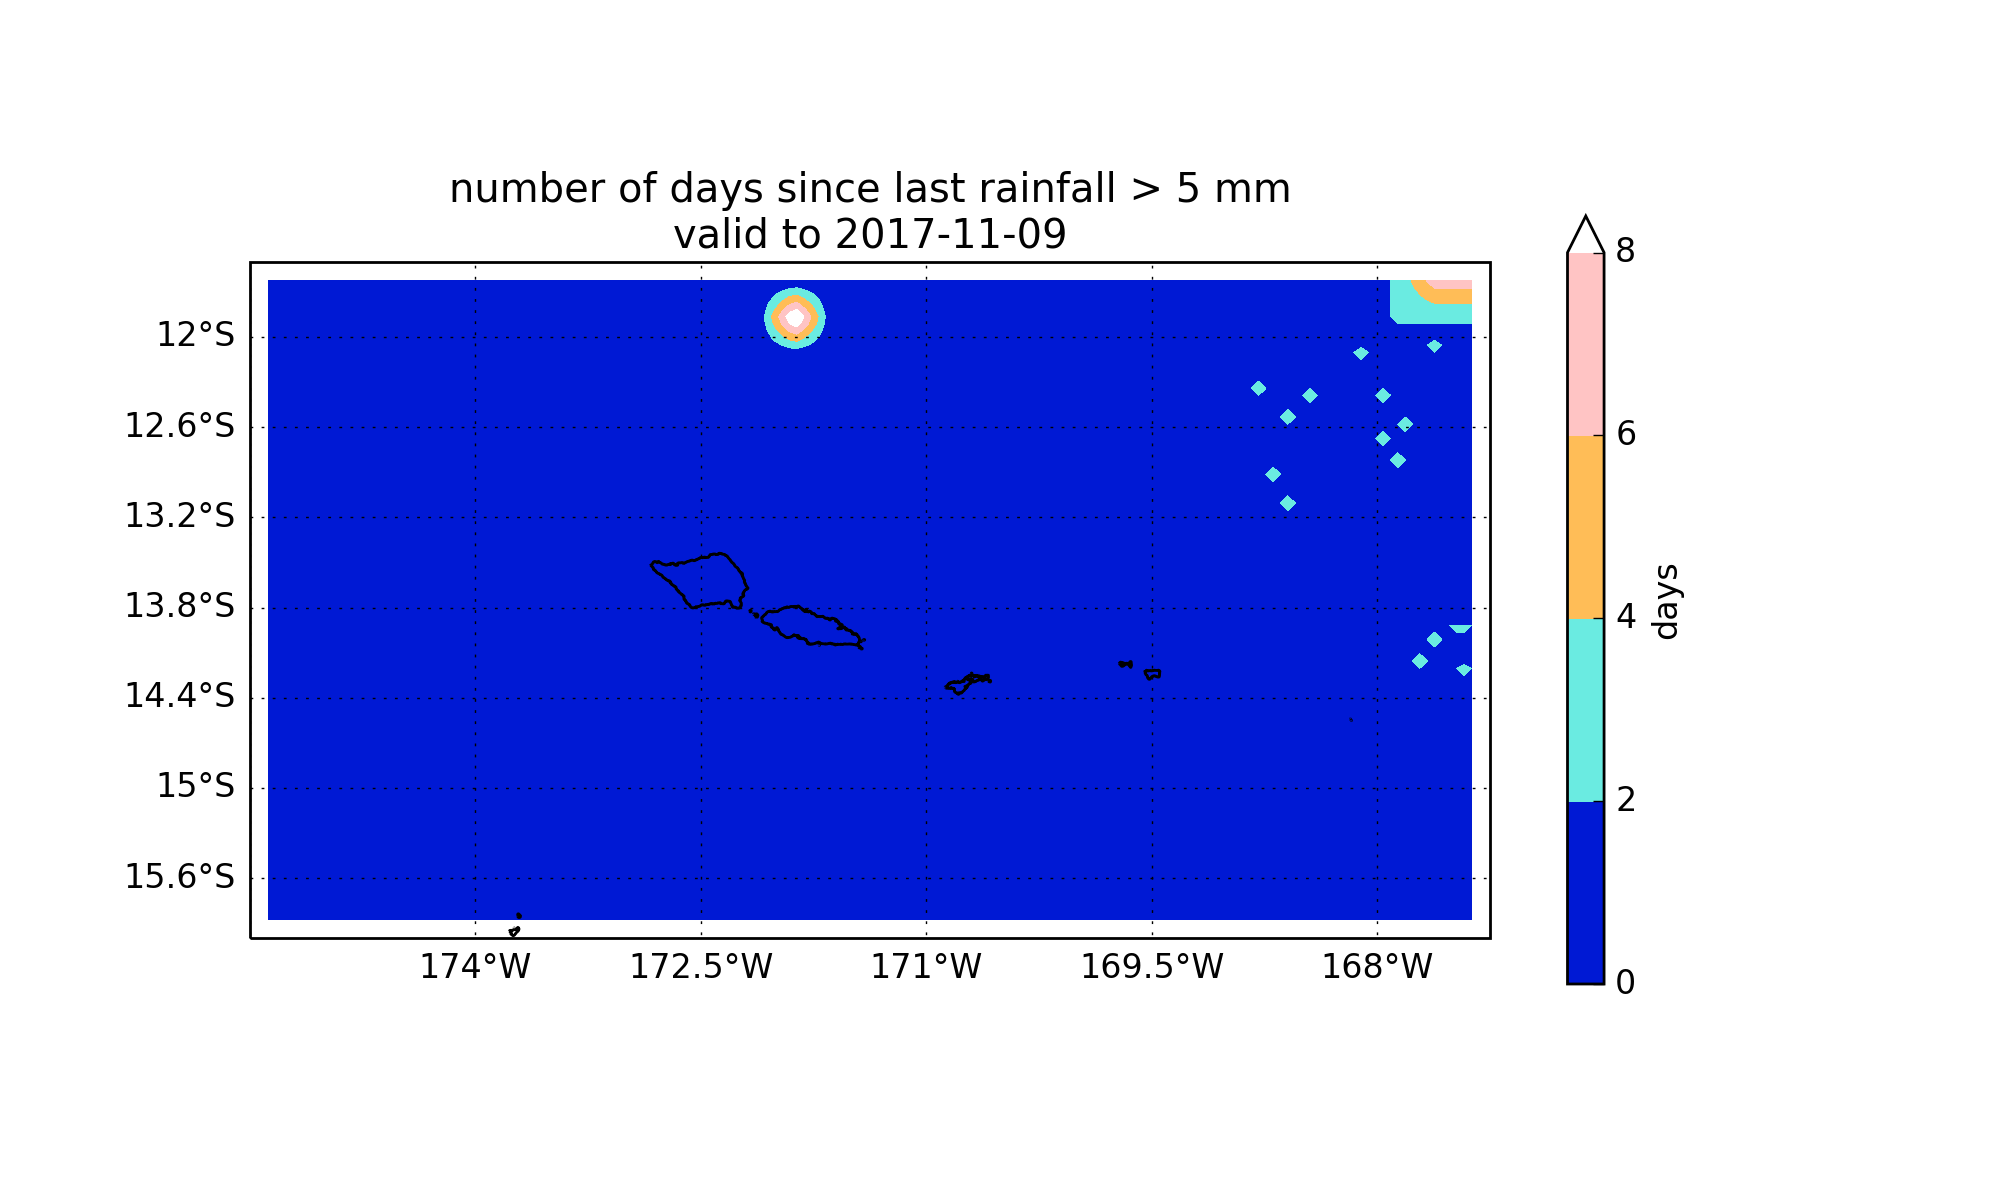 number of days since last rainfall > 5 mm
valid to 2017-11-09
12°S
12.6°S
13.2°S
13.8°S
14.4°S
15°S
15.6°S
174°W
172.5°W
171°W
169.5°W
168°W
8
6
4
2
0
days